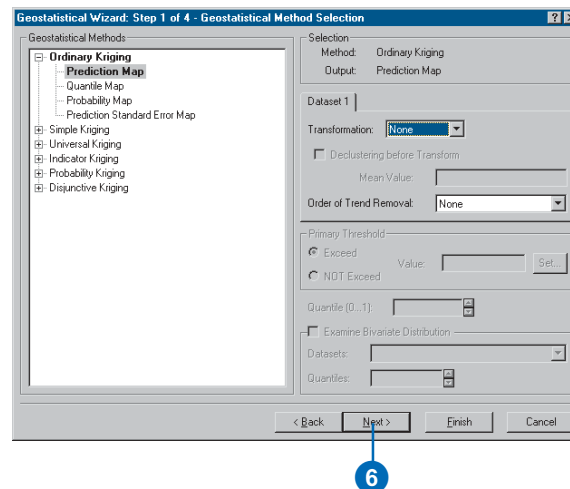 Geostatistical Wizard: Step 1 of 4 - Geostatistical Method Selection
Geostatistical Methods
Ordinary Kriging
Prediction Map
Quantile Map
Probability Map
Prediction Standard Error Map
Simple Kriging
Universal Kriging
Indicator Kriging
Probability Kriging
Disjunctive Kriging
Selection
Method: Ordinary Kriging
Output: Prediction Map
Dataset 1
Transformation: None
Declustering before Transform
Mean Value:
Order of Trend Removal: None
Primary Threshold
Exceed
NOT Exceed
Value:
Set...
Quantile (0...1):
Examine Bivariate Distribution
Datasets:
Quantiles:
< Back Next > Finish Cancel
6